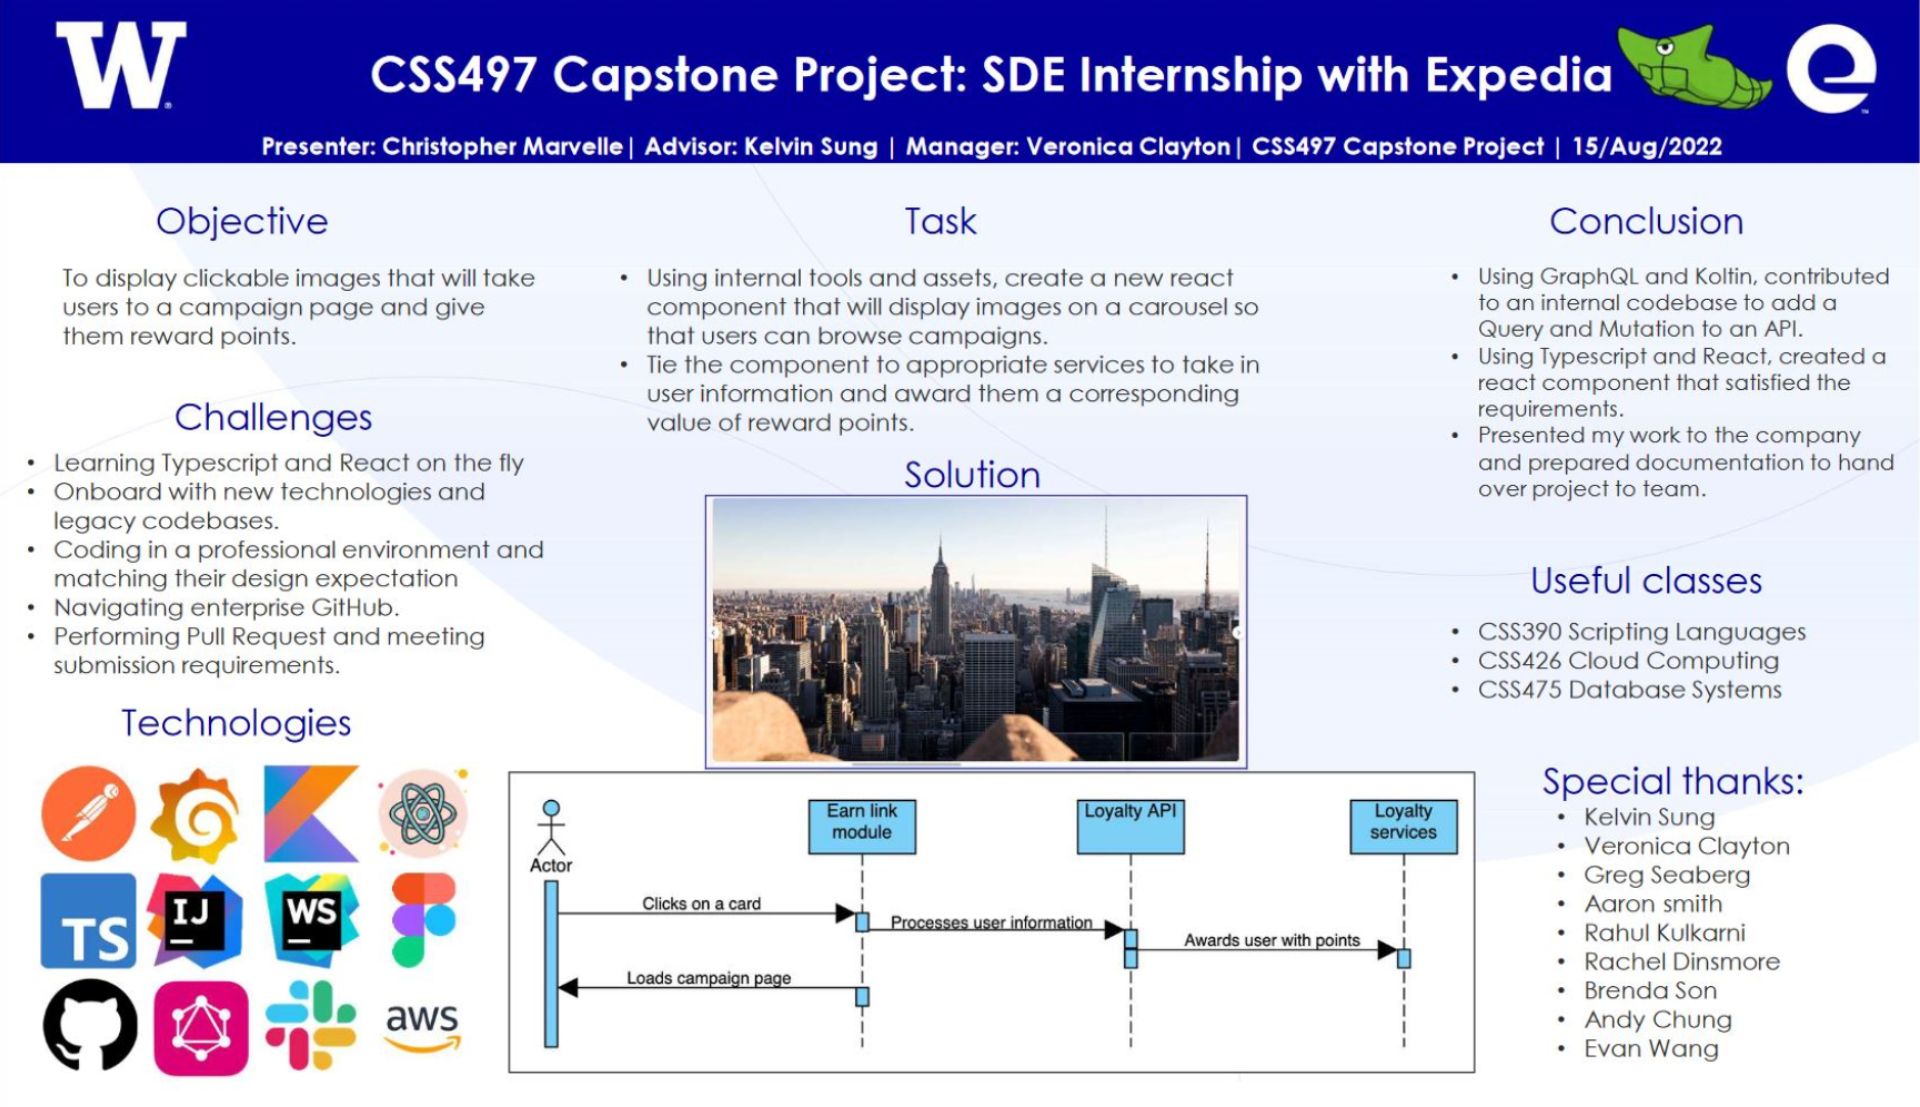 W
CSS497 Capstone Project: SDE Internship with Expedia
e
Presenter: Christopher Marvelle| Advisor: Kelvin Sung | Manager: Veronica Clayton| CSS497 Capstone Project | 15/Aug/2022
Objective
To display clickable images that will take
users to a campaign page and give
them reward points.
Challenges
• Learning Typescript and React on the fly
• Onboard with new technologies and
legacy codebases.
• Coding in a professional environment and
matching their design expectation
• Navigating enterprise GitHub.
• Performing Pull Request and meeting
submission requirements.
Technologies
TS
IJ
WS
aws
Task
• Using internal tools and assets, create a new react
component that will display images on a carousel so
that users can browse campaigns.
• Tie the component to appropriate services to take in
user information and award them a corresponding
value of reward points.
Solution
Actor
Earn link
module
Loyalty API
Loyalty
services
Clicks on a card
Processes user information
Awards user with points
Loads campaign page
Conclusion
• Using GraphQL and Koltin, contributed
to an internal codebase to add a
Query and Mutation to an API.
• Using Typescript and React, created a
react component that satisfied the
requirements.
• Presented my work to the company
and prepared documentation to hand
over project to team.
Useful classes
• CSS390 Scripting Languages
• CSS426 Cloud Computing
• CSS475 Database Systems
Special thanks:
• Kelvin Sung
• Veronica Clayton
• Greg Seaberg
• Aaron smith
• Rahul Kulkarni
• Rachel Dinsmore
• Brenda Son
• Andy Chung
• Evan Wang